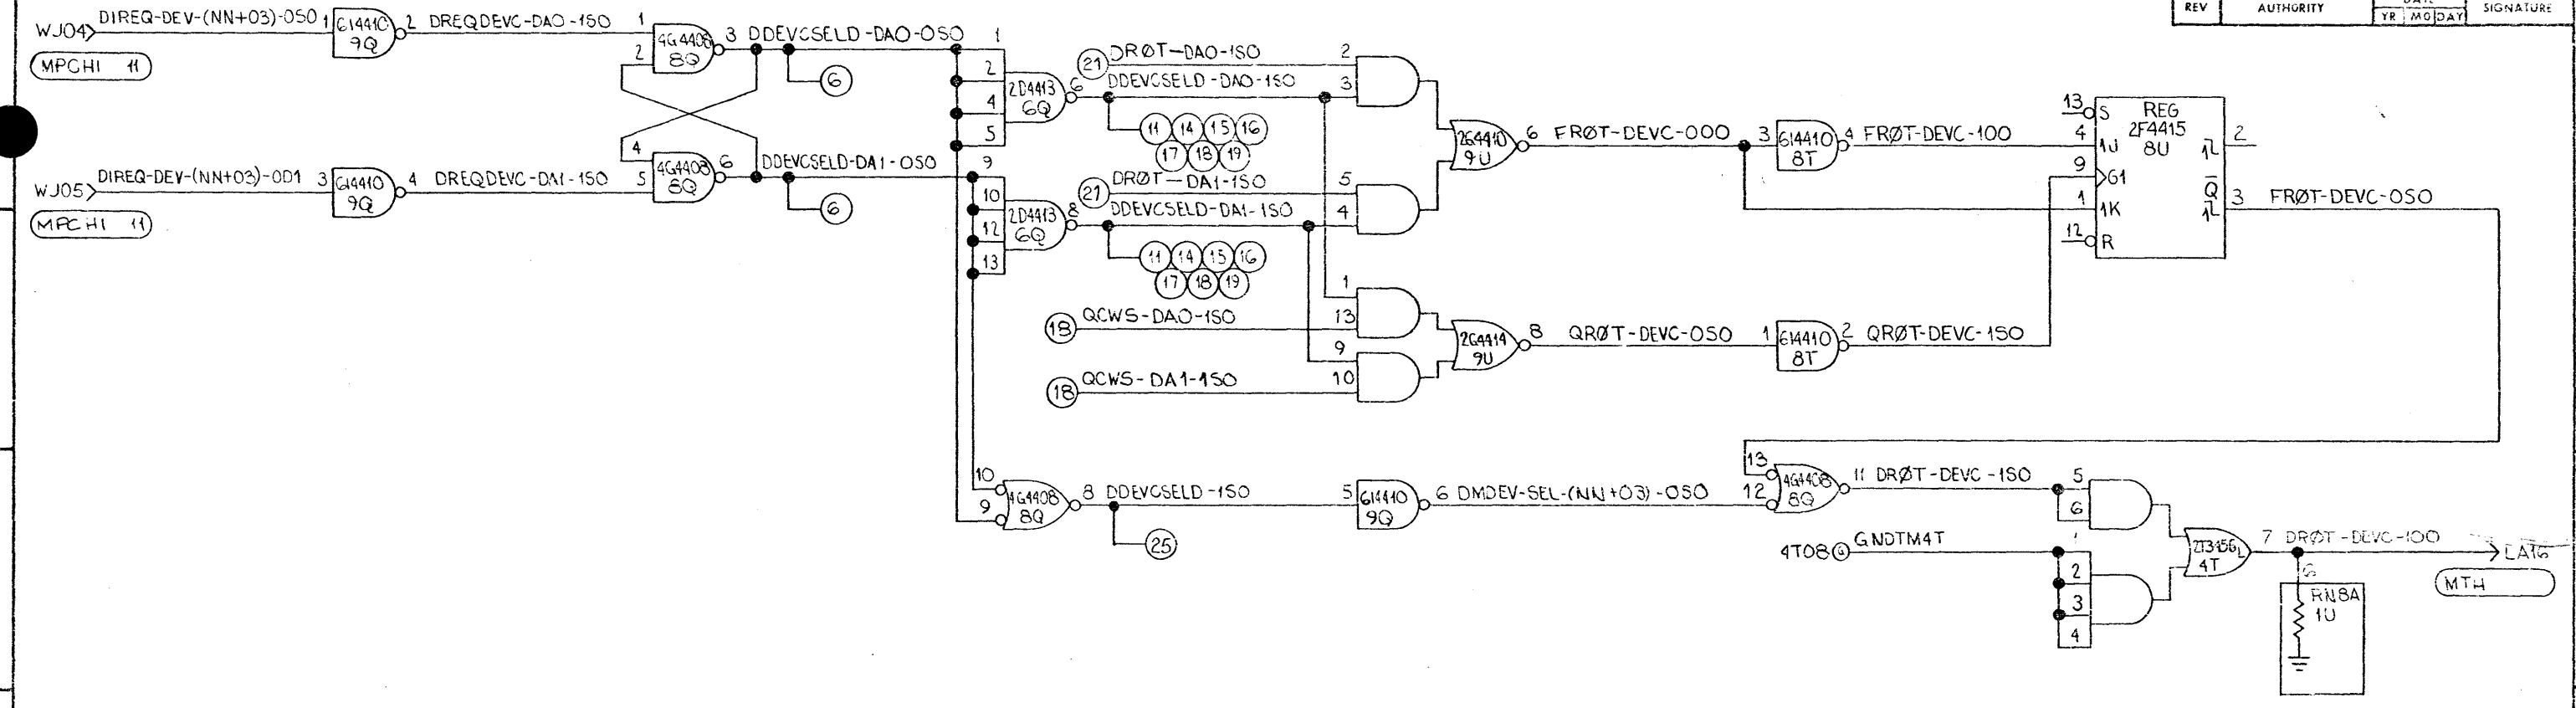 REV AUTHORITY YR MO DAY SIGNATURE
WJ04 DIREQ-DEV-(NN+03)-0S0 1 614410 9Q 2 DREQDEVC-DA0-1S0 1 2 4G4408 8Q 3 DDEVCSELD-DA0-0S0
MPCHI 11
6
WJ05 DIREQ-DEV-(NN+03)-001 3 614410 9Q 4 DREQDEVC-DA1-1S0 4 5 4G4408 8Q 6 DDEVCSELD-DA1-0S0
MPCHI 11
6
1 2 4 5 2D4413 6Q 6 DDEVCSELD-DA0-1S0
21 DRØT-DA0-1S0 2 3
11 14 15 16
17 18 19
9 10 12 13 2D4413 6Q 8 DDEVCSELD-DA1-1S0
21 DRØT-DA1-1S0 5 4
11 14 15 16
17 18 19
2G4410 9U 6 FRØT-DEVC-000 3 614410 8T 4 FRØT-DEVC-100
18 QCWS-DA0-1S0 1 13
18 QCWS-DA1-1S0 9 10
2G4414 9U 8 QRØT-DEVC-0S0 1 614410 8T 2 QRØT-DEVC-1S0
REG
2F4415
8U
13 S
4 1J
9 G1
1 1K
12 R
1L 2
Q
1L 3 FRØT-DEVC-0S0
10 9 4G4408 8Q 8 DDEVCSELD-1S0 5 614410 9Q 6 DMDEV-SEL-(NN+03)-0S0
25
13 12 4G4408 8Q 11 DRØT-DEVC-1S0 5 6
4T08 G GNDTM4T 1 2 3 4
4T 7 DRØT-DEVC-100 LA16
MTH
6
RN8A
1U